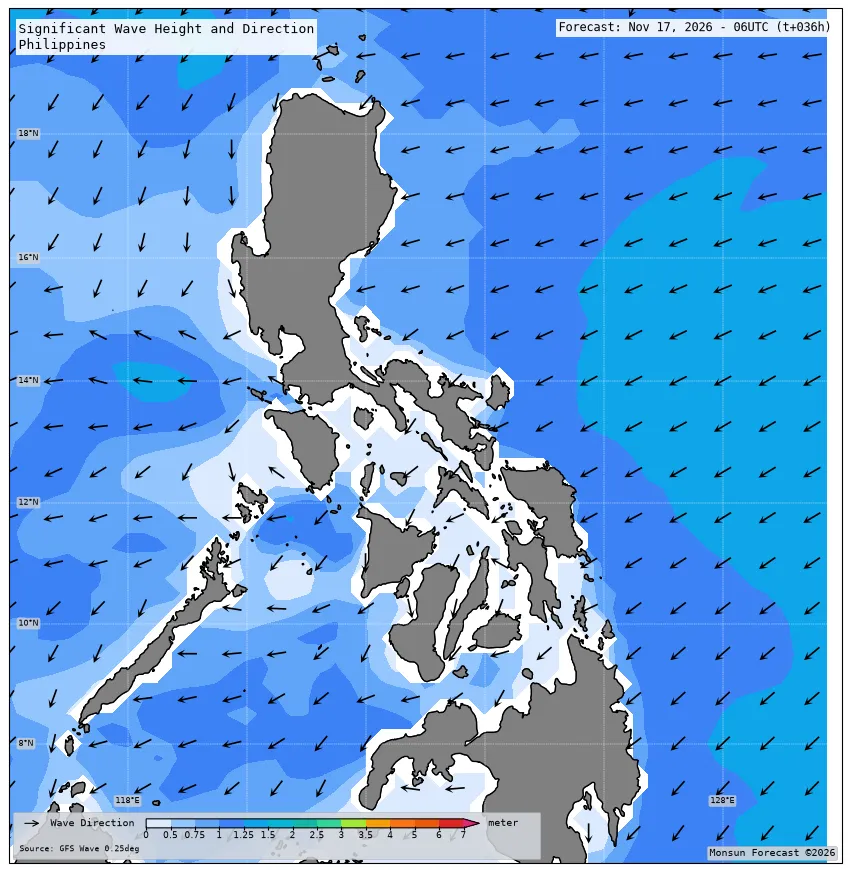 Significant Wave Height and Direction
Philippines
Forecast: Nov 17, 2026 - 06UTC (t+036h)
18°N
16°N
14°N
12°N
10°N
8°N
118°E
128°E
Wave Direction
0 0.5 0.75 1 1.25 1.5 2 2.5 3 3.5 4 5 6 7
meter
Source: GFS Wave 0.25deg
Monsun Forecast ©2026